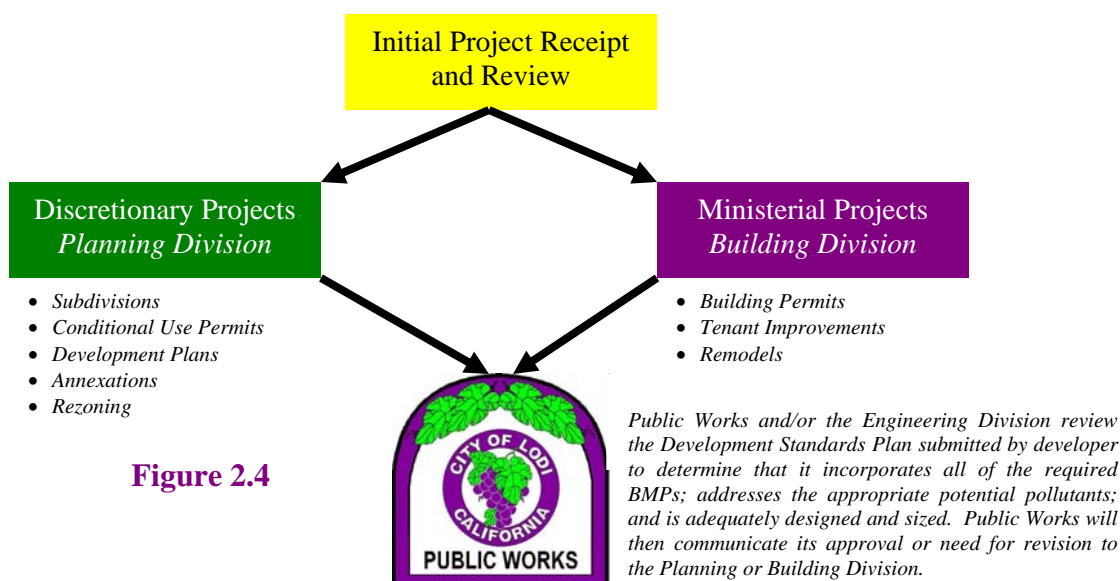 Initial Project Receipt
and Review
Discretionary Projects
Planning Division
Ministerial Projects
Building Division
• Subdivisions
• Conditional Use Permits
• Development Plans
• Annexations
• Rezoning
• Building Permits
• Tenant Improvements
• Remodels
Figure 2.4
CITY OF LODI
CALIFORNIA
PUBLIC WORKS
Public Works and/or the Engineering Division review
the Development Standards Plan submitted by developer
to determine that it incorporates all of the required
BMPs; addresses the appropriate potential pollutants;
and is adequately designed and sized. Public Works will
then communicate its approval or need for revision to
the Planning or Building Division.